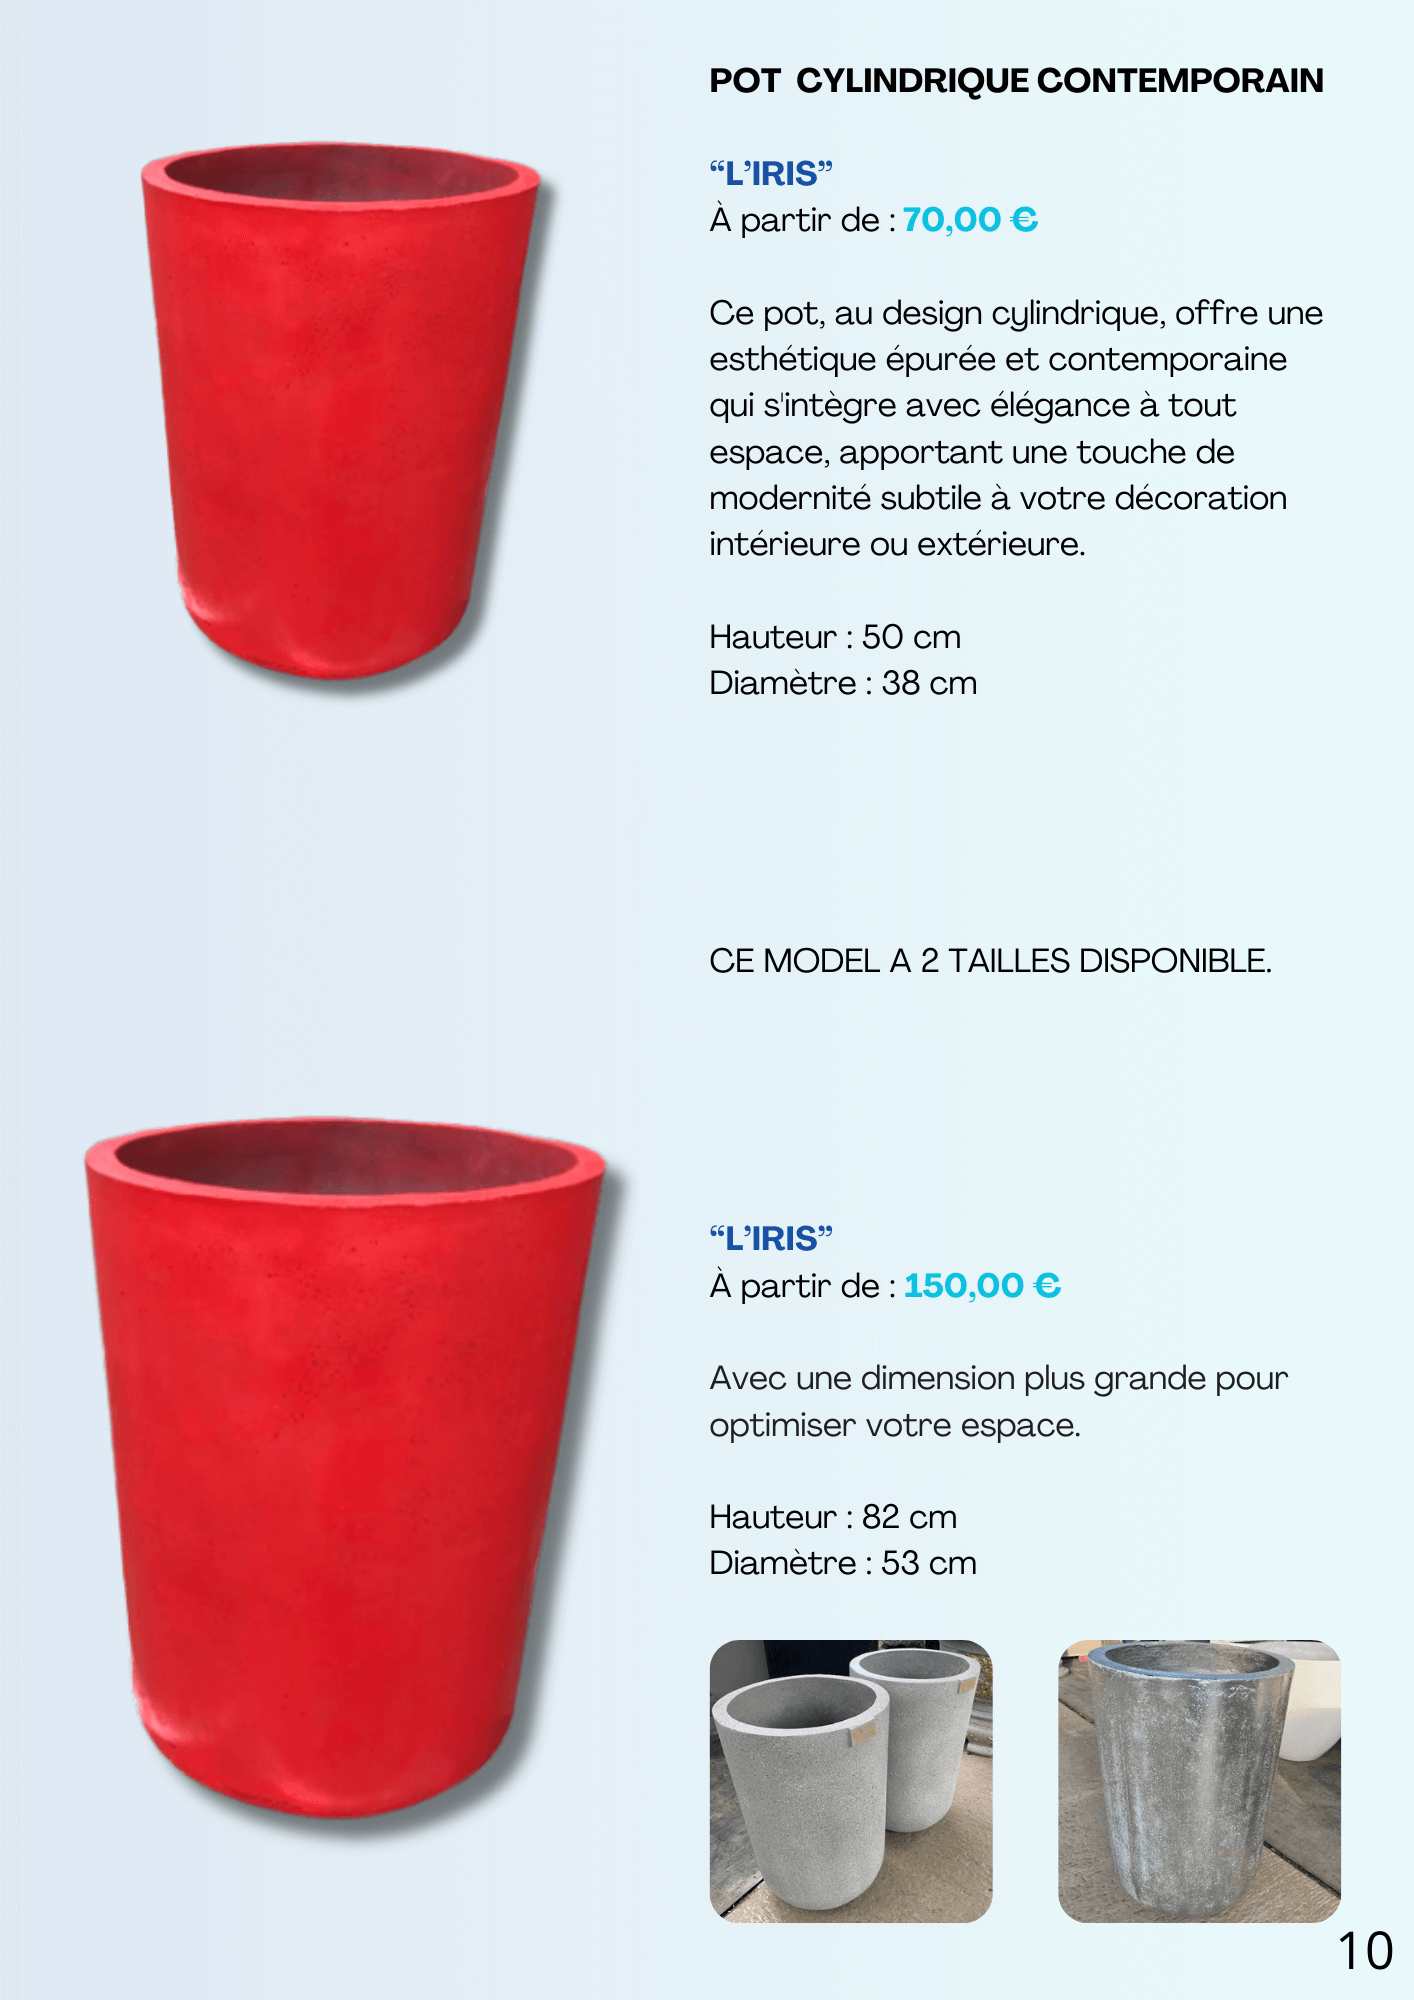 POT CYLINDRIQUE CONTEMPORAIN
“L’IRIS”
À partir de : 70,00 €
Ce pot, au design cylindrique, offre une
esthétique épurée et contemporaine
qui s'intègre avec élégance à tout
espace, apportant une touche de
modernité subtile à votre décoration
intérieure ou extérieure.
Hauteur : 50 cm
Diamètre : 38 cm
CE MODEL A 2 TAILLES DISPONIBLE.
“L’IRIS”
À partir de : 150,00 €
Avec une dimension plus grande pour
optimiser votre espace.
Hauteur : 82 cm
Diamètre : 53 cm
10